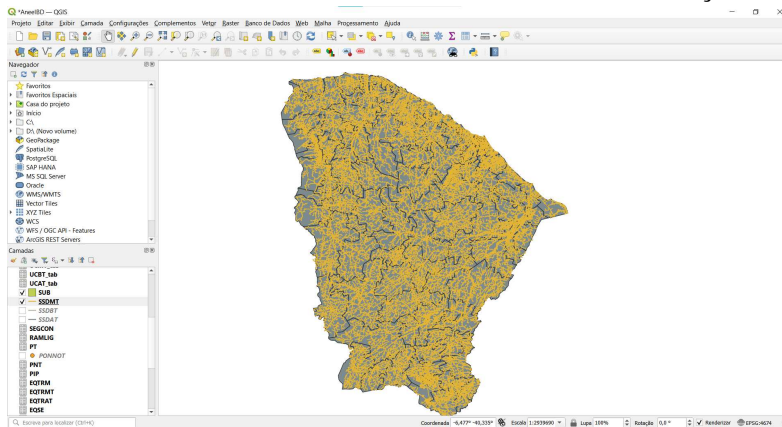 *AneelBD — QGIS
Projeto Editar Exibir Camada Configurações Complementos Vetor Raster Banco de Dados Web Malha Processamento Ajuda
Navegador
Favoritos
Favoritos Espaciais
Casa do projeto
Início
C:\
D:\ (Novo volume)
GeoPackage
SpatiaLite
PostgreSQL
SAP HANA
MS SQL Server
Oracle
WMS/WMTS
Vector Tiles
XYZ Tiles
WCS
WFS / OGC API - Features
ArcGIS REST Servers
Camadas
UCBT_tab
UCAT_tab
SUB
SSDMT
SSDBT
SSDAT
SEGCON
RAMLIG
PT
PONNOT
PNT
PIP
EQTRM
EQTRMT
EQTRAT
EQSE
Escreva para localizar (Ctrl+K)
Coordenada -6,477° -40,335° Escala 1:2939690 Lupa 100% Rotação 0,0 ° Renderizar EPSG:4674